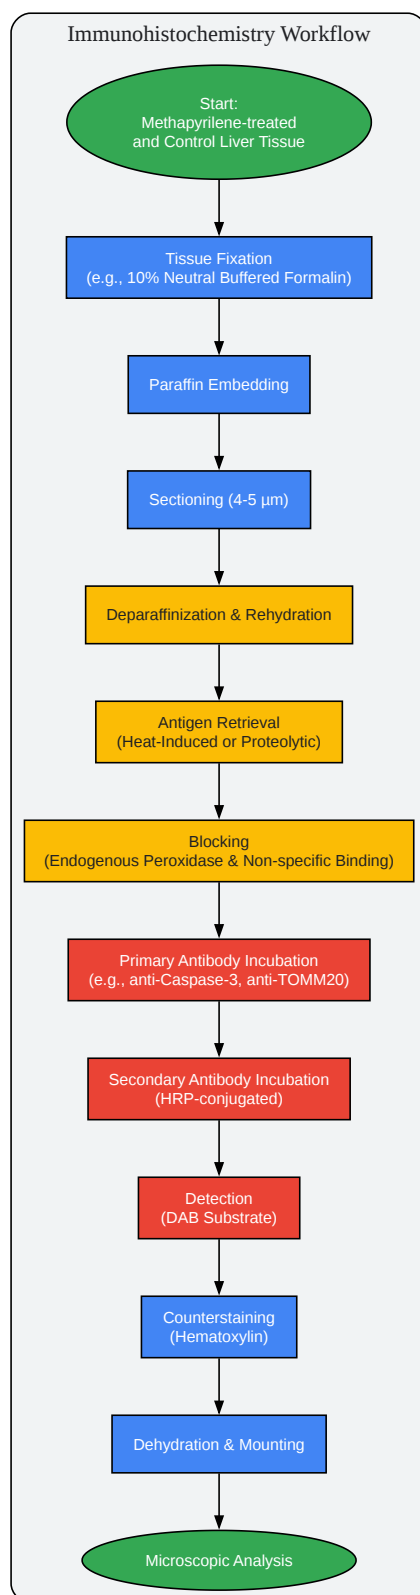 Immunohistochemistry Workflow
Start:
Methapyrilene-treated
and Control Liver Tissue
Tissue Fixation
(e.g., 10% Neutral Buffered Formalin)
Paraffin Embedding
Sectioning (4-5 µm)
Deparaffinization & Rehydration
Antigen Retrieval
(Heat-Induced or Proteolytic)
Blocking
(Endogenous Peroxidase & Non-specific Binding)
Primary Antibody Incubation
(e.g., anti-Caspase-3, anti-TOMM20)
Secondary Antibody Incubation
(HRP-conjugated)
Detection
(DAB Substrate)
Counterstaining
(Hematoxylin)
Dehydration & Mounting
Microscopic Analysis